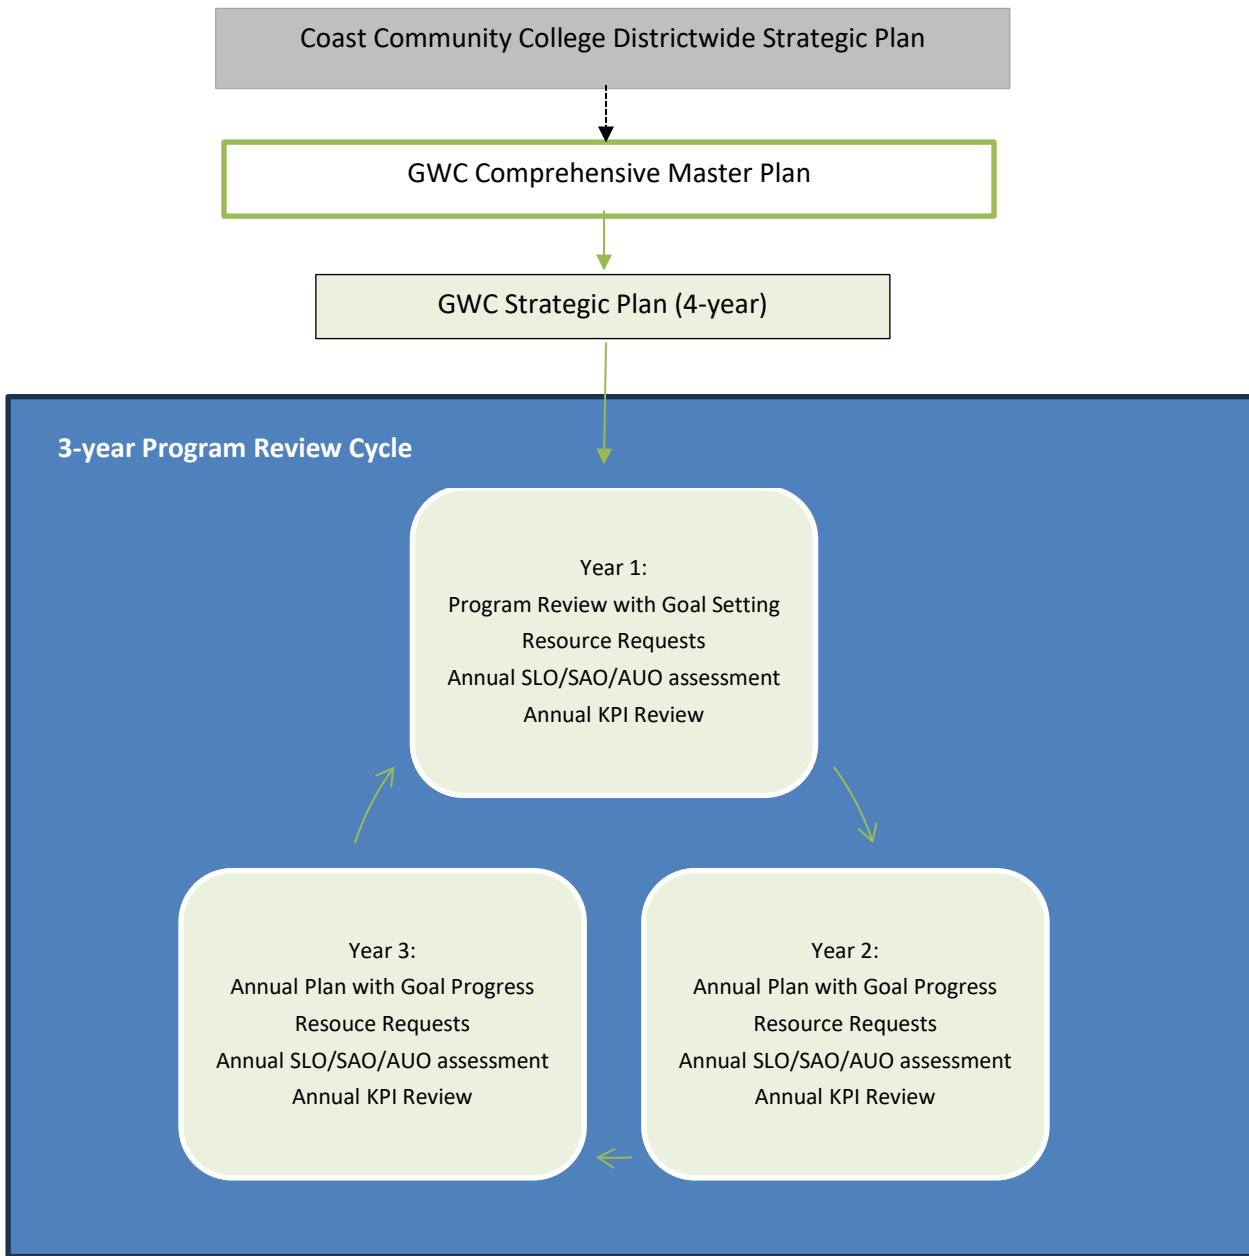 Coast Community College Districtwide Strategic Plan
GWC Comprehensive Master Plan
GWC Strategic Plan (4-year)
3-year Program Review Cycle
Year 1:
Program Review with Goal Setting
Resource Requests
Annual SLO/SAO/AUO assessment
Annual KPI Review
Year 3:
Annual Plan with Goal Progress
Resouce Requests
Annual SLO/SAO/AUO assessment
Annual KPI Review
Year 2:
Annual Plan with Goal Progress
Resource Requests
Annual SLO/SAO/AUO assessment
Annual KPI Review